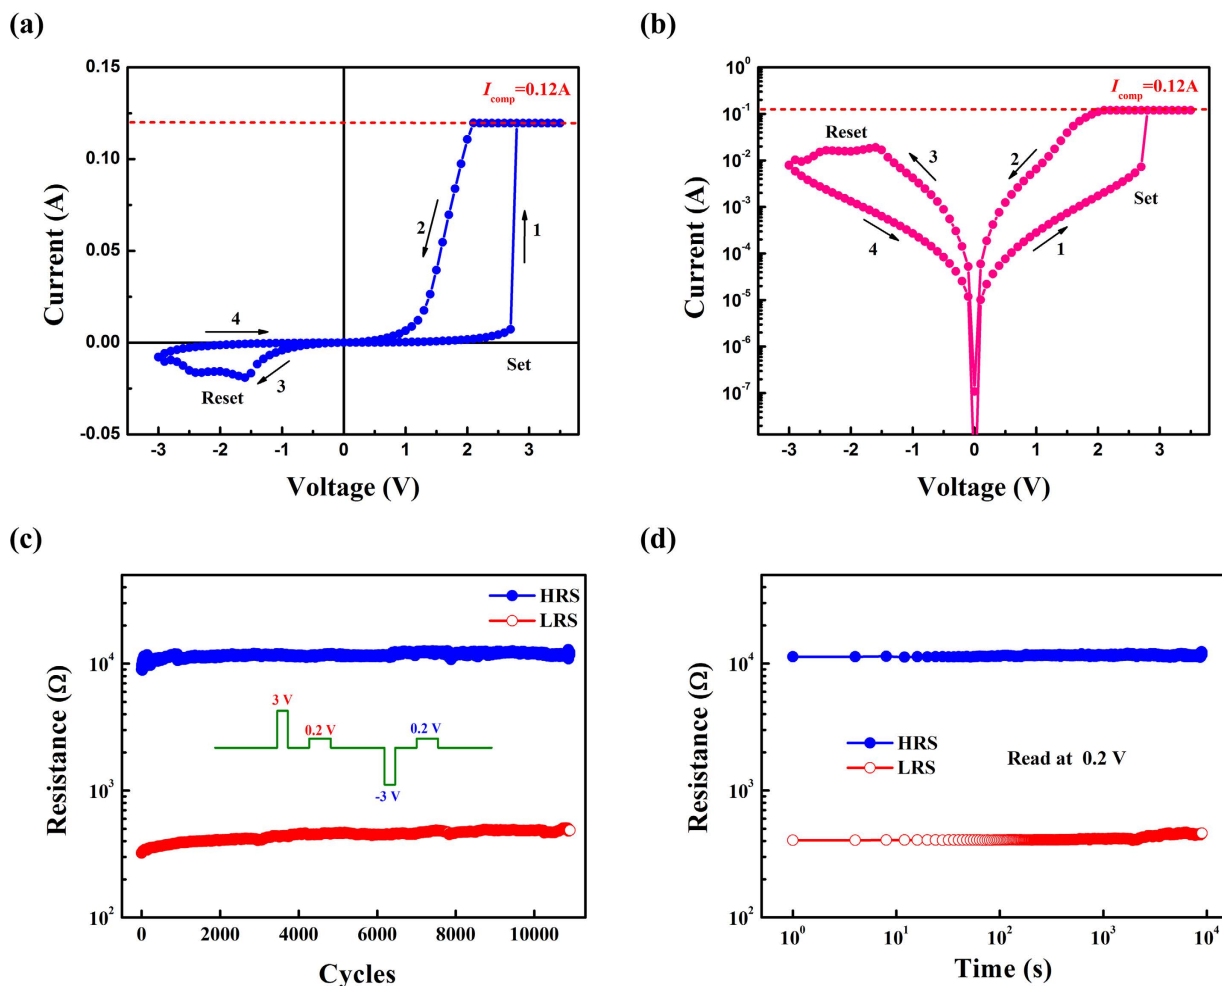 (a)
(b)
0.15
0.10
0.05
0.00
-0.05
I comp=0.12A
2
1
4
3
Reset
Set
-3 -2 -1 0 1 2 3
Current (A)
Voltage (V)
10^0
10^-1
10^-2
10^-3
10^-4
10^-5
10^-6
10^-7
I comp=0.12A
Reset
3
2
Set
4
1
-3 -2 -1 0 1 2 3
Current (A)
Voltage (V)
(c)
(d)
HRS
LRS
10^4
10^3
10^2
3 V
0.2 V
0.2 V
-3 V
0 2000 4000 6000 8000 10000
Resistance (Ω)
Cycles
10^4
10^3
10^2
HRS
LRS
Read at 0.2 V
10^0 10^1 10^2 10^3 10^4
Resistance (Ω)
Time (s)